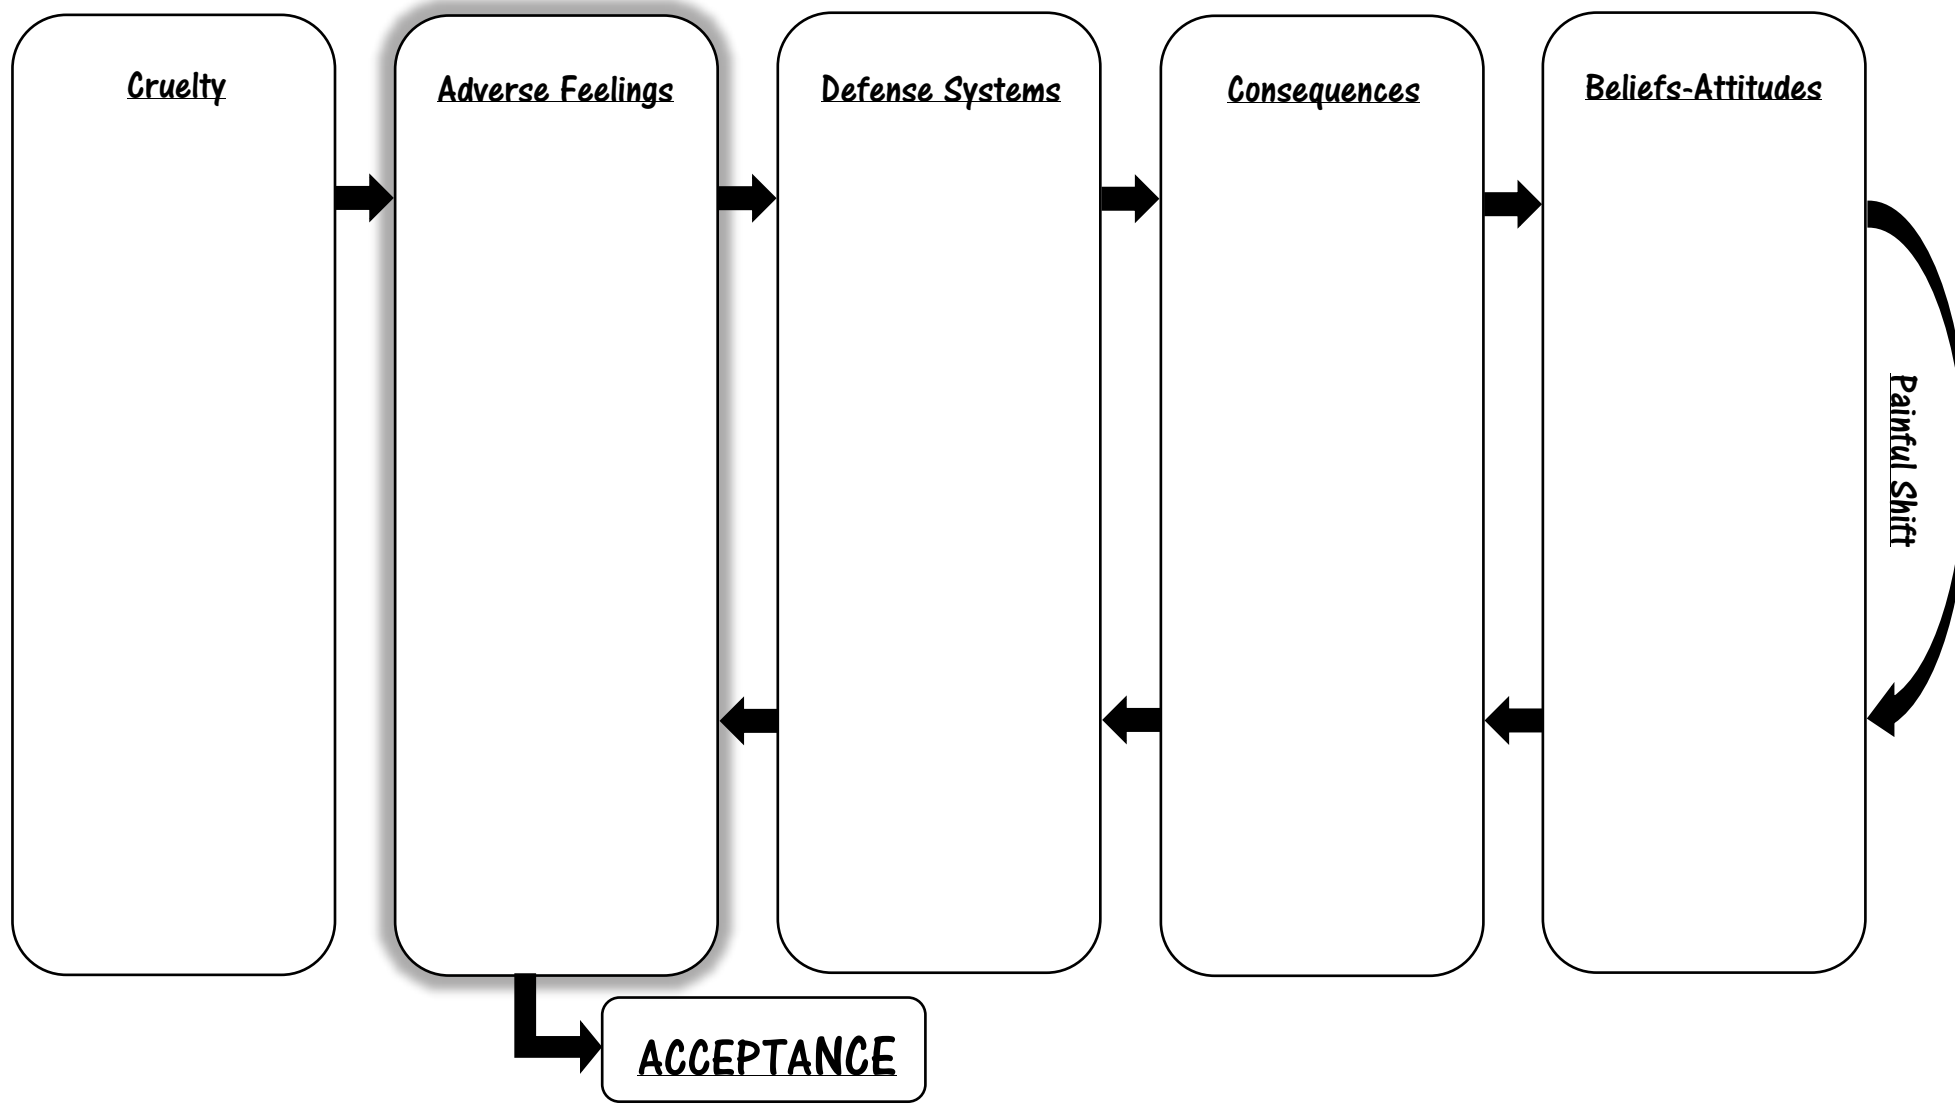 Cruelty
Adverse Feelings
Defense Systems
Consequences
Beliefs-Attitudes
Painful Shift
ACCEPTANCE